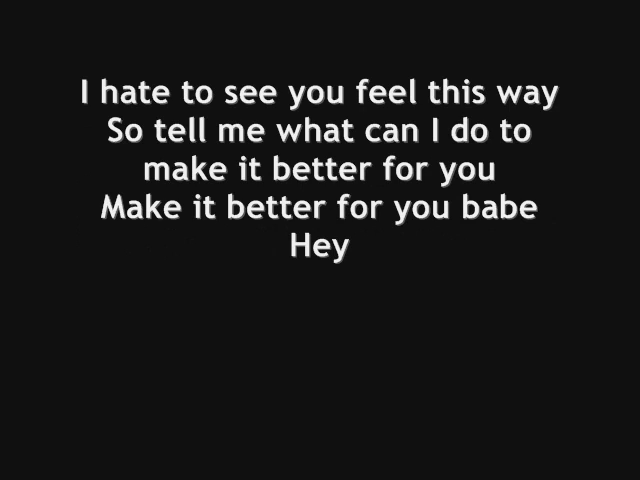 I hate to see you feel this way
So tell me what can I do to
make it better for you
Make it better for you babe
Hey